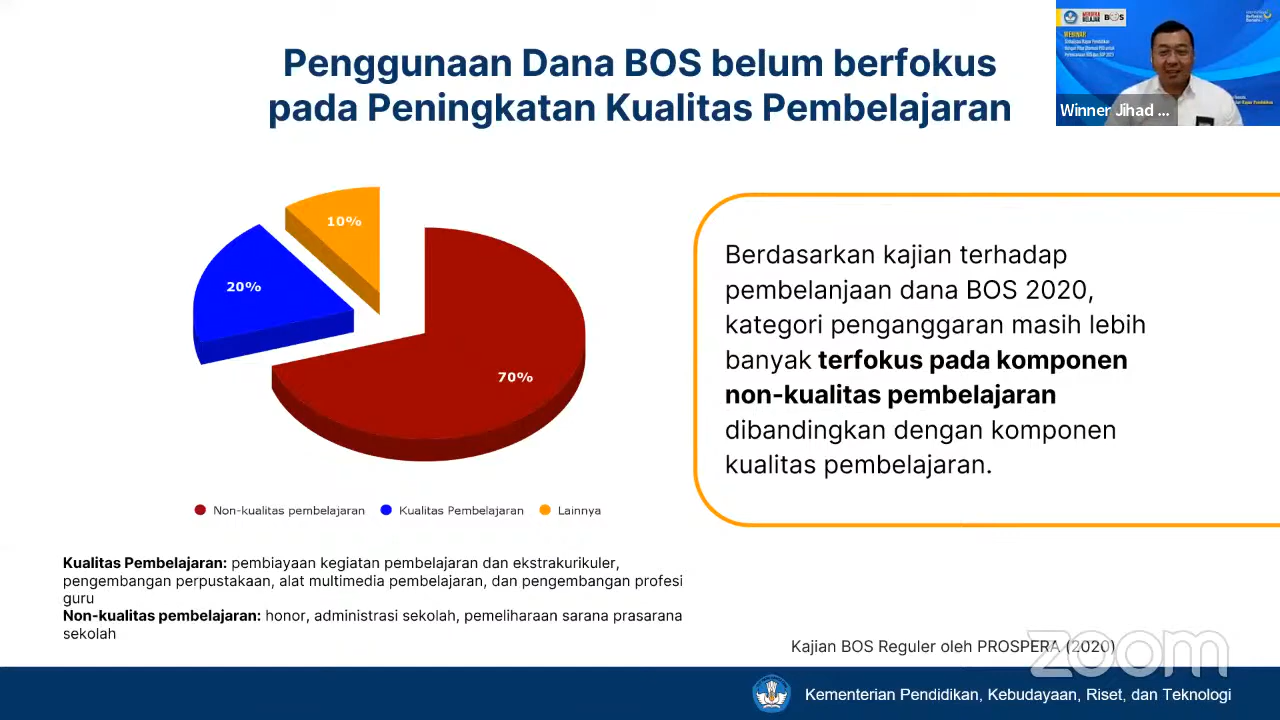 Penggunaan Dana BOS belum berfokus
pada Peningkatan Kualitas Pembelajaran
MERDEKA
BELAJAR
BOS
WEBINAR
Winner Jihad ...
10%
20%
70%
Non-kualitas pembelajaran
Kualitas Pembelajaran
Lainnya
Berdasarkan kajian terhadap
pembelanjaan dana BOS 2020,
kategori penganggaran masih lebih
banyak terfokus pada komponen
non-kualitas pembelajaran
dibandingkan dengan komponen
kualitas pembelajaran.
Kualitas Pembelajaran: pembiayaan kegiatan pembelajaran dan ekstrakurikuler,
pengembangan perpustakaan, alat multimedia pembelajaran, dan pengembangan profesi
guru
Non-kualitas pembelajaran: honor, administrasi sekolah, pemeliharaan sarana prasarana
sekolah
Kajian BOS Reguler oleh PROSPERA (2020)
zoom
Kementerian Pendidikan, Kebudayaan, Riset, dan Teknologi